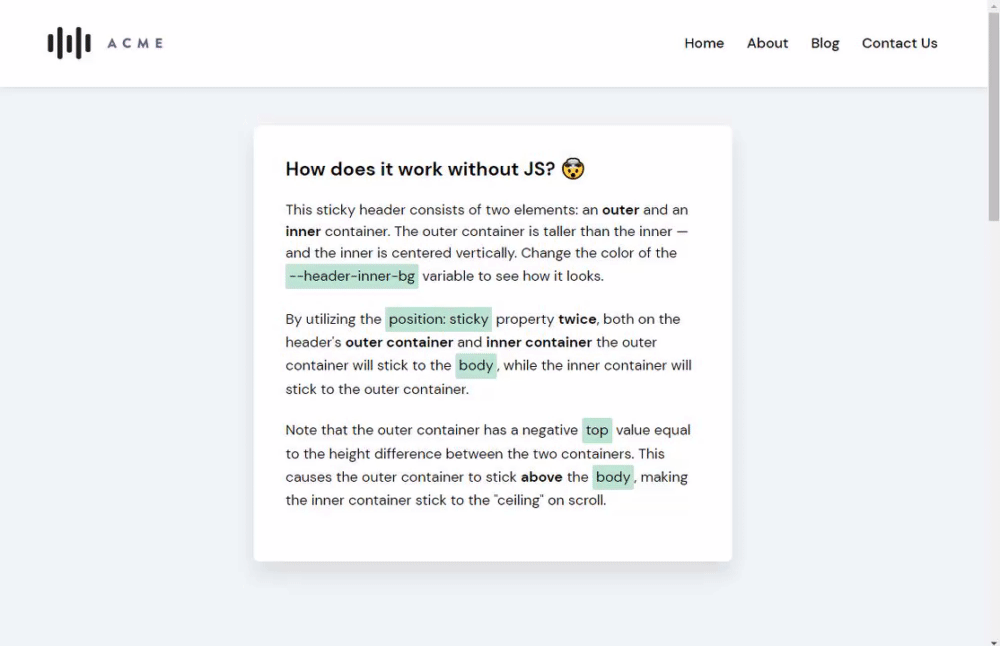 ACME
Home About Blog Contact Us
How does it work without JS? 🤯
This sticky header consists of two elements: an outer and an
inner container. The outer container is taller than the inner —
and the inner is centered vertically. Change the color of the
--header-inner-bg variable to see how it looks.
By utilizing the position: sticky property twice, both on the
header's outer container and inner container the outer
container will stick to the body, while the inner container will
stick to the outer container.
Note that the outer container has a negative top value equal
to the height difference between the two containers. This
causes the outer container to stick above the body, making
the inner container stick to the "ceiling" on scroll.